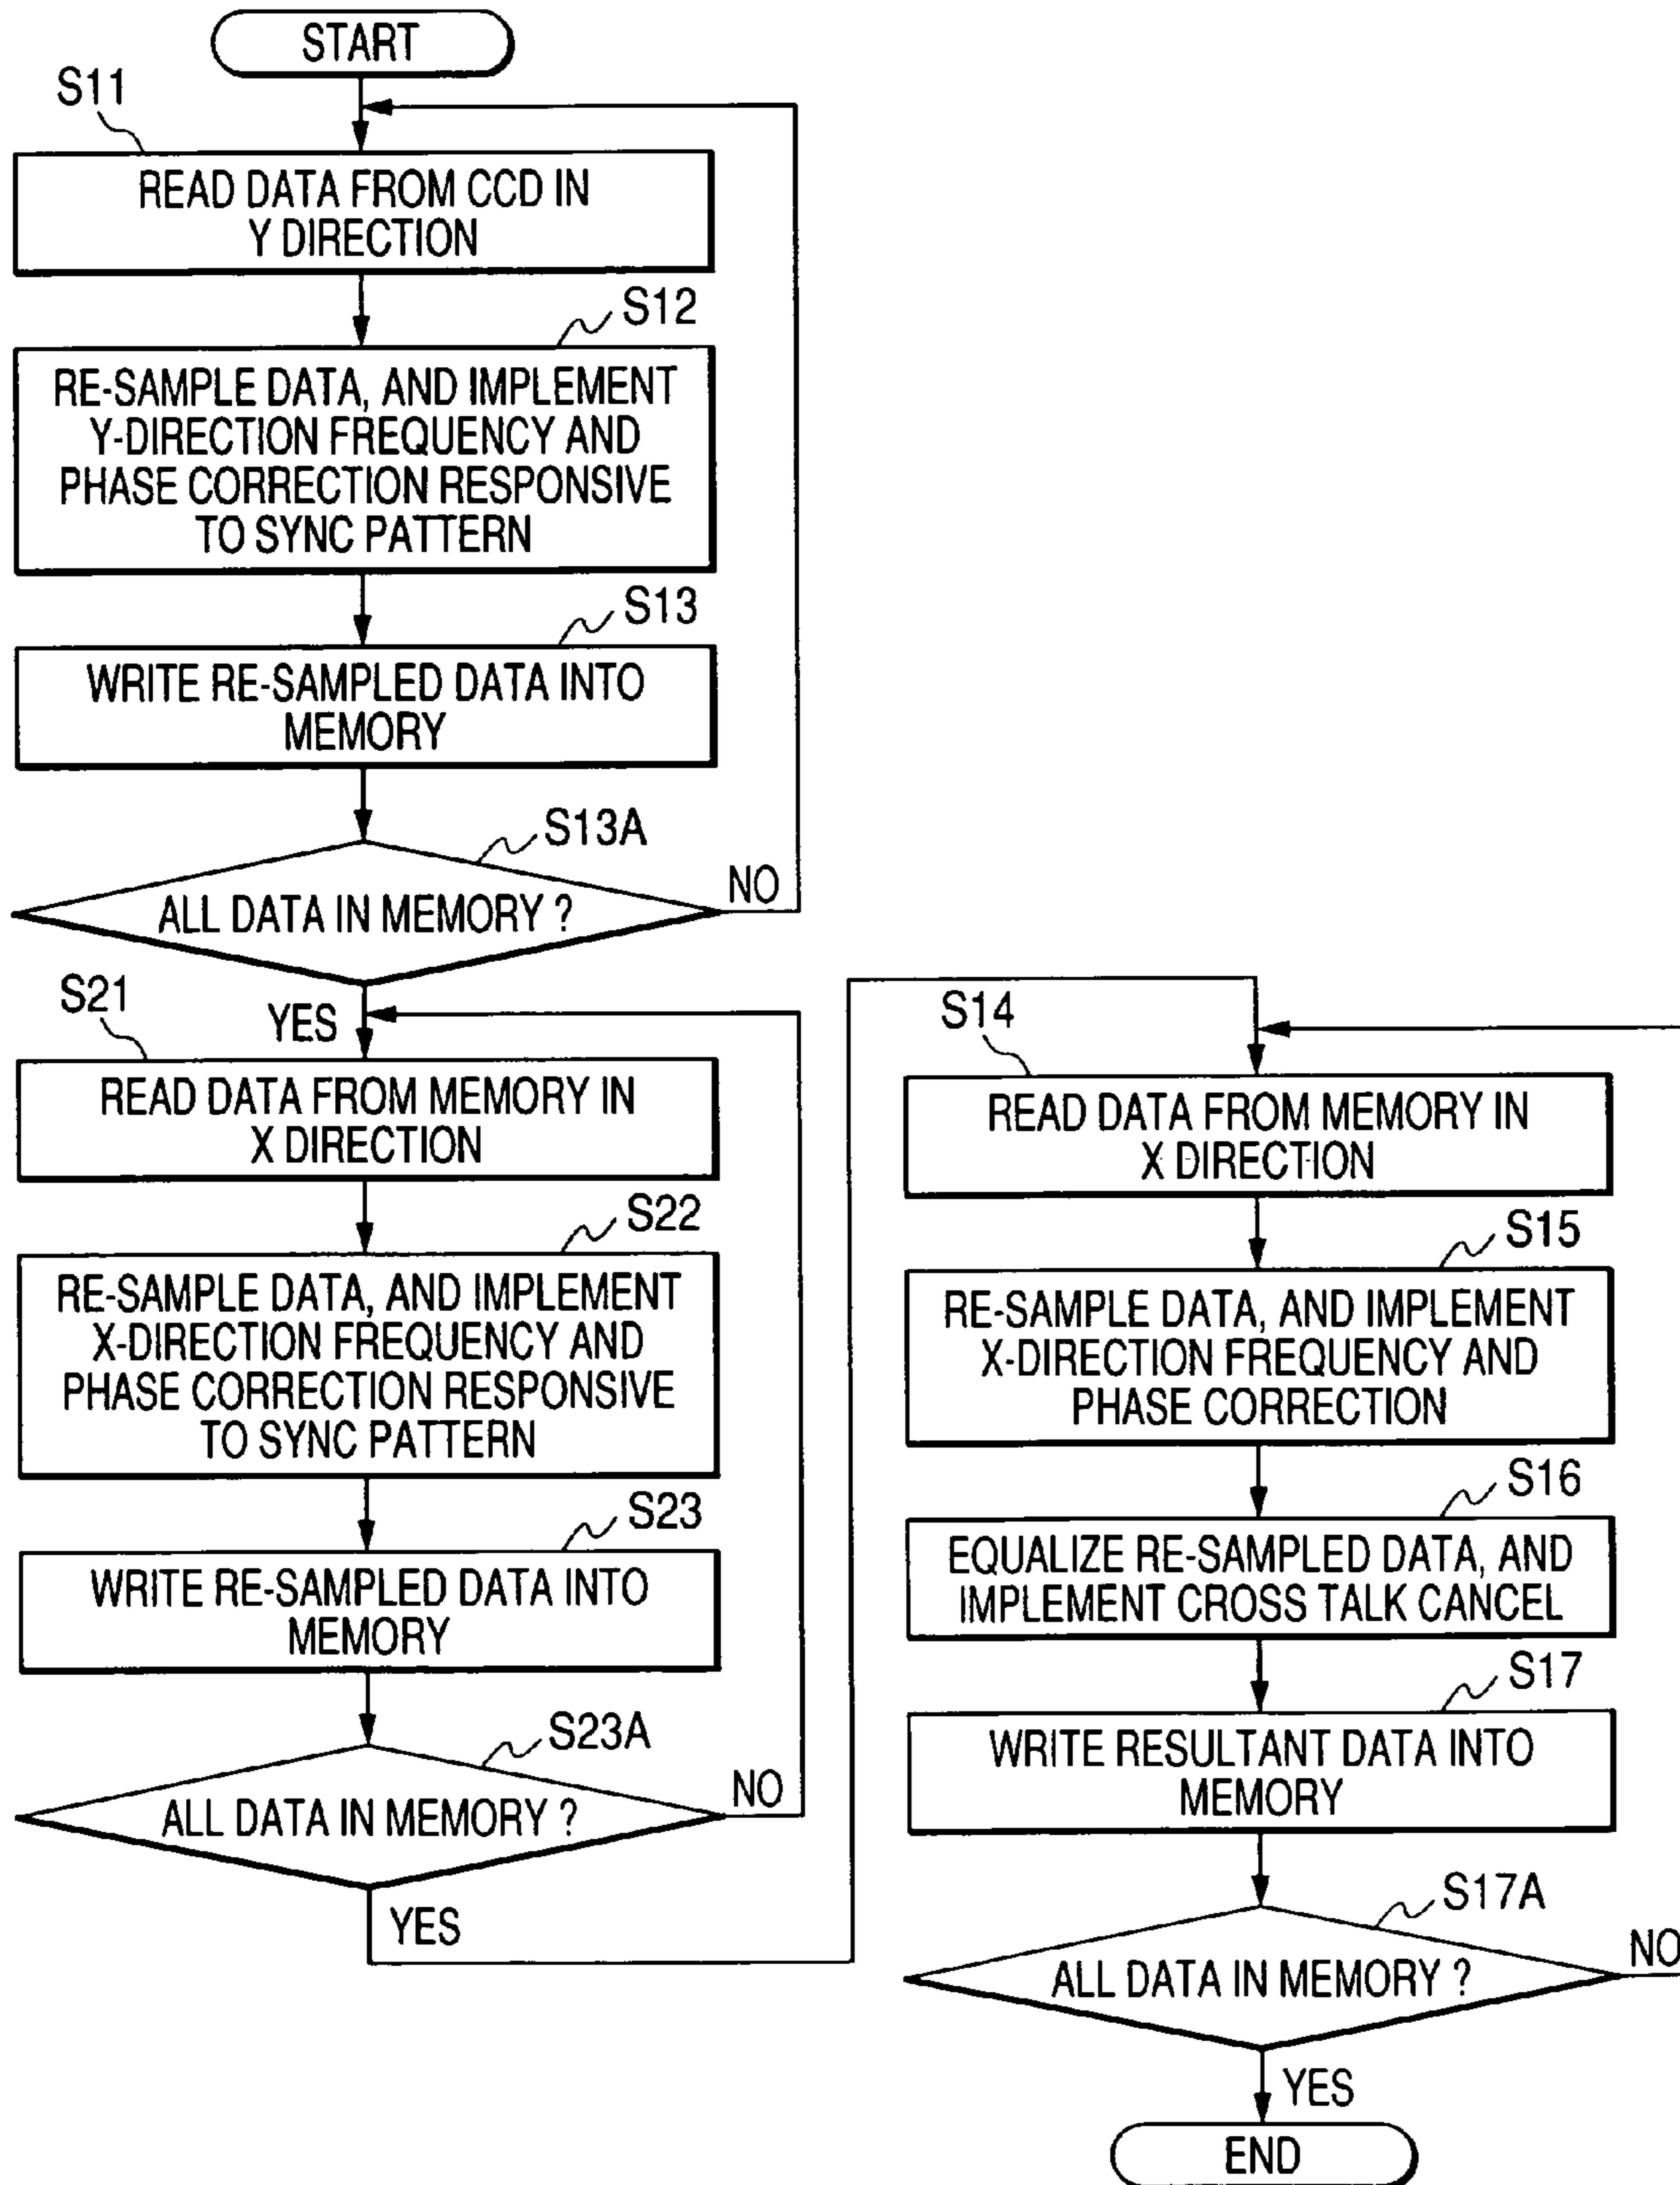 START
S11
READ DATA FROM CCD IN
Y DIRECTION
S12
RE-SAMPLE DATA, AND IMPLEMENT
Y-DIRECTION FREQUENCY AND
PHASE CORRECTION RESPONSIVE
TO SYNC PATTERN
S13
WRITE RE-SAMPLED DATA INTO
MEMORY
S13A
ALL DATA IN MEMORY ?
NO
YES
S21
READ DATA FROM MEMORY IN
X DIRECTION
S22
RE-SAMPLE DATA, AND IMPLEMENT
X-DIRECTION FREQUENCY AND
PHASE CORRECTION RESPONSIVE
TO SYNC PATTERN
S23
WRITE RE-SAMPLED DATA INTO
MEMORY
S23A
ALL DATA IN MEMORY ?
NO
YES
S14
READ DATA FROM MEMORY IN
X DIRECTION
S15
RE-SAMPLE DATA, AND IMPLEMENT
X-DIRECTION FREQUENCY AND
PHASE CORRECTION
S16
EQUALIZE RE-SAMPLED DATA, AND
IMPLEMENT CROSS TALK CANCEL
S17
WRITE RESULTANT DATA INTO
MEMORY
S17A
ALL DATA IN MEMORY ?
NO
YES
END